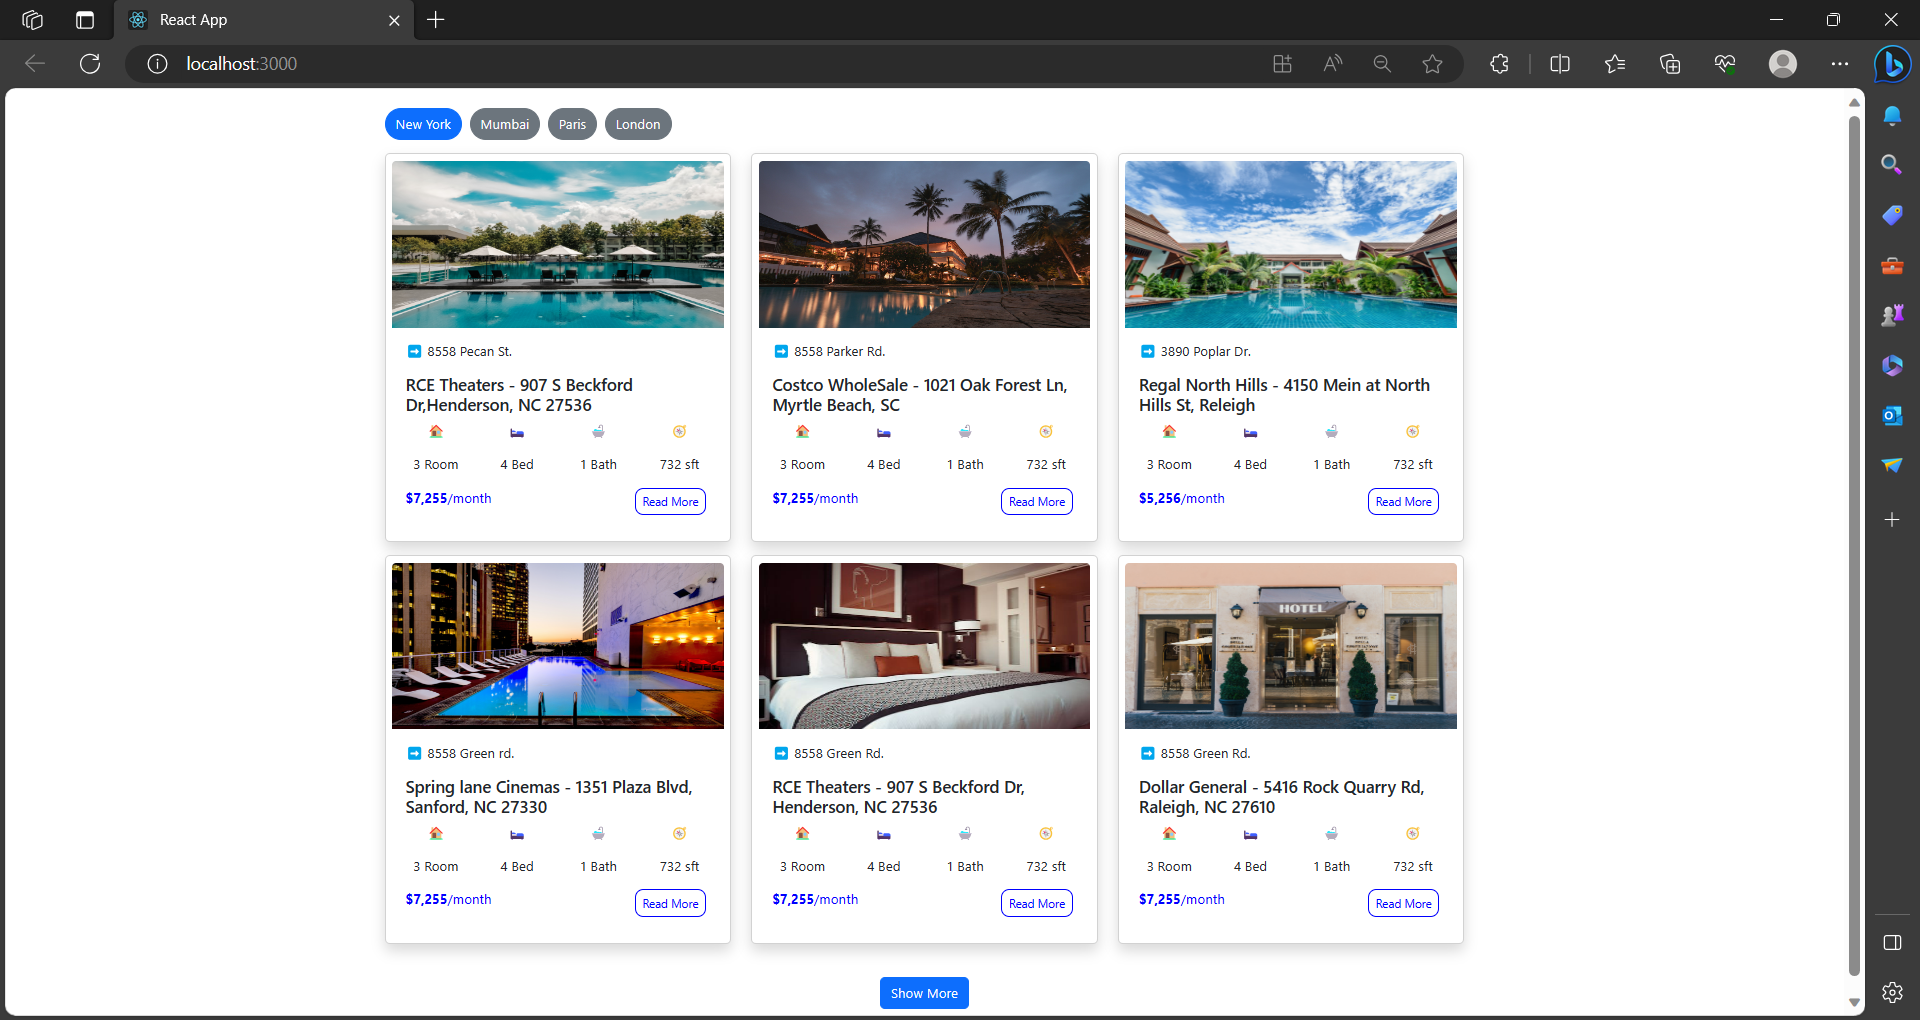 React App
localhost:3000
New York Mumbai Paris London
8558 Pecan St.
RCE Theaters - 907 S Beckford
Dr,Henderson, NC 27536
3 Room 4 Bed 1 Bath 732 sft
$7,255/month Read More
8558 Parker Rd.
Costco WholeSale - 1021 Oak Forest Ln,
Myrtle Beach, SC
3 Room 4 Bed 1 Bath 732 sft
$7,255/month Read More
3890 Poplar Dr.
Regal North Hills - 4150 Mein at North
Hills St, Releigh
3 Room 4 Bed 1 Bath 732 sft
$5,256/month Read More
8558 Green rd.
Spring lane Cinemas - 1351 Plaza Blvd,
Sanford, NC 27330
3 Room 4 Bed 1 Bath 732 sft
$7,255/month Read More
8558 Green Rd.
RCE Theaters - 907 S Beckford Dr,
Henderson, NC 27536
3 Room 4 Bed 1 Bath 732 sft
$7,255/month Read More
HOTEL
8558 Green Rd.
Dollar General - 5416 Rock Quarry Rd,
Raleigh, NC 27610
3 Room 4 Bed 1 Bath 732 sft
$7,255/month Read More
Show More